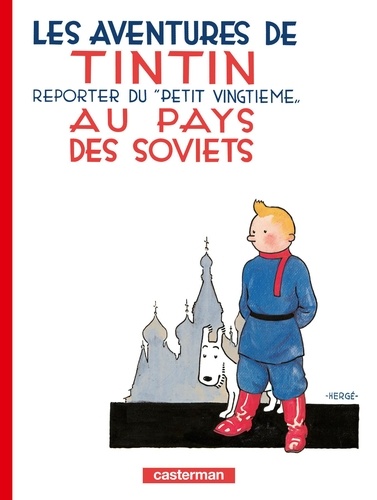 LES AVENTURES DE
TINTIN
REPORTER DU "PETIT VINGTIEME„
AU PAYS
DES SOVIETS
-HERGÉ-
casterman